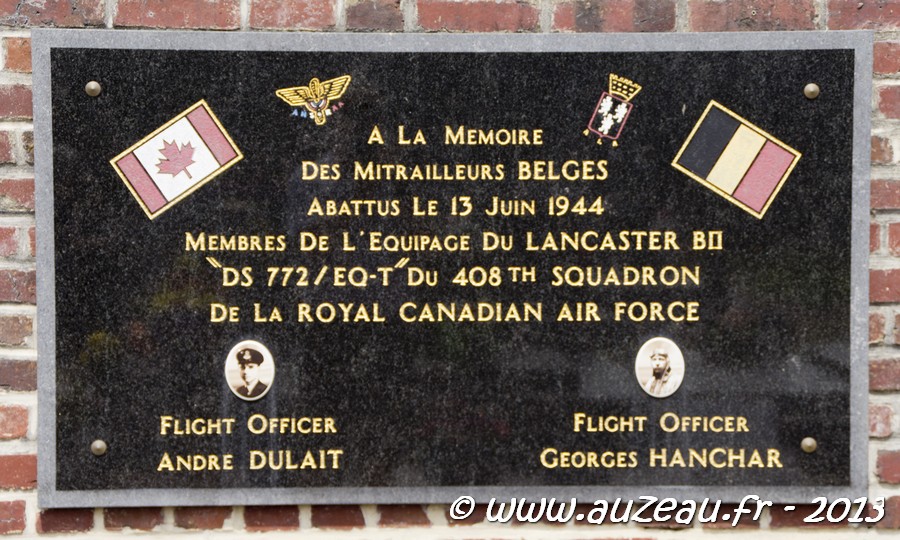 A LA MEMOIRE
DES MITRAILLEURS BELGES
ABATTUS LE 13 JUIN 1944
MEMBRES DE L'EQUIPAGE DU LANCASTER BII
"DS 772/EQ-T" DU 408TH SQUADRON
DE LA ROYAL CANADIAN AIR FORCE
FLIGHT OFFICER
ANDRE DULAIT
FLIGHT OFFICER
GEORGES HANCHAR
© www.auzeau.fr - 2013